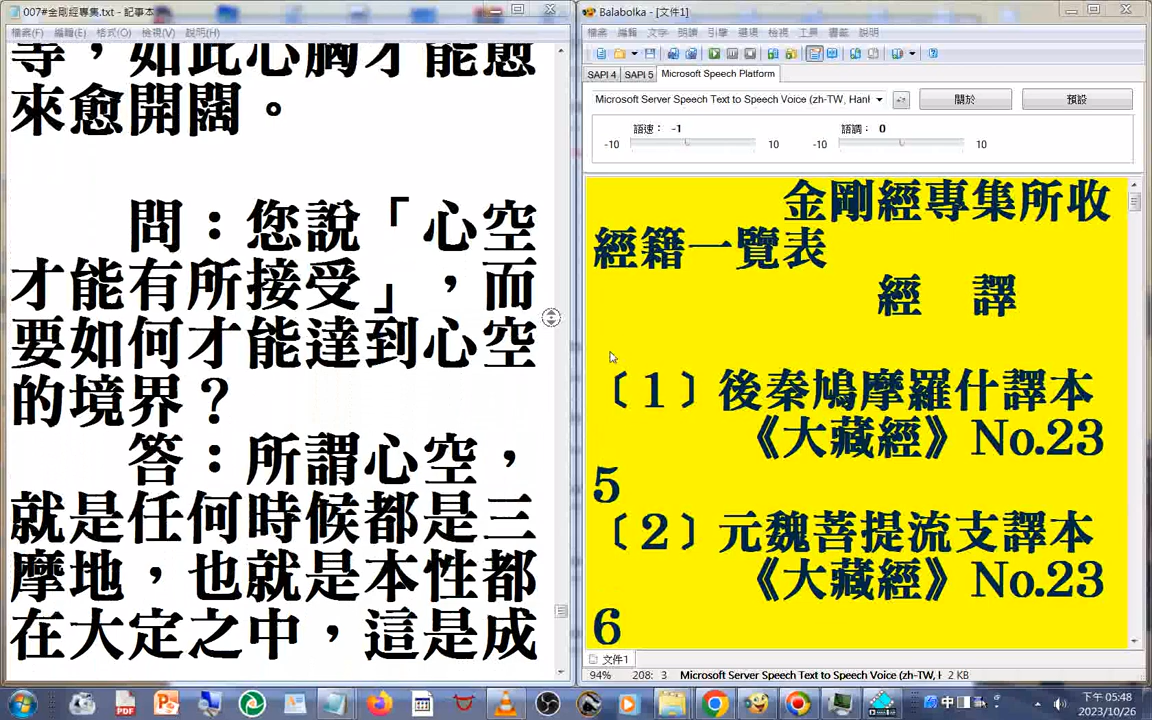 007#金剛經專集.txt - 記事本
檔案(F) 編輯(E) 格式(O) 檢視(V) 說明(H)
等，如此心胸才能愈
來愈開闊。
問：您說「心空
才能有所接受」，而
要如何才能達到心空
的境界？
答：所謂心空，
就是任何時候都是三
摩地，也就是本性都
在大定之中，這是成
Balabolka - [文件1]
檔案 編輯 文字 朗讀 引擎 選項 檢視 工具 書籤 說明
SAPI 4 SAPI 5 Microsoft Speech Platform
Microsoft Server Speech Text to Speech Voice (zh-TW, Hanl
關於 預設
語速： -1 語調： 0
-10 10 -10 10
金剛經專集所收
經籍一覽表
經　譯
〔１〕後秦鳩摩羅什譯本
《大藏經》No.23
5
〔２〕元魏菩提流支譯本
《大藏經》No.23
6
文件1
94% 208: 3 Microsoft Server Speech Text to Speech Voice (zh-TW, H 2 KB
中
下午 05:48
2023/10/26